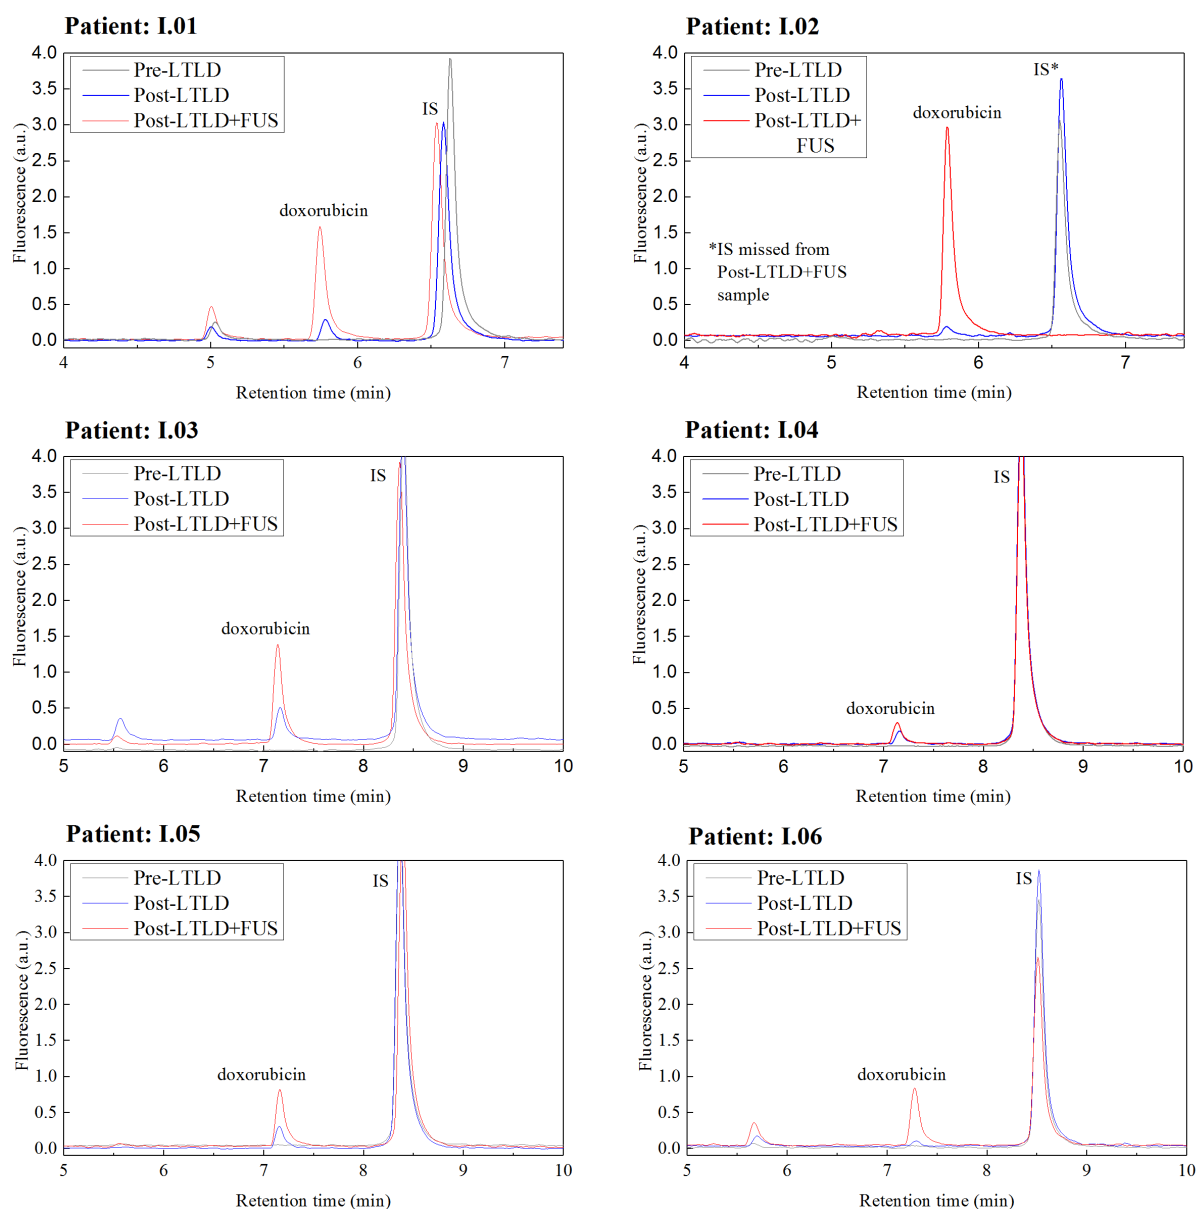 Patient: I.01
4.0
3.5
3.0
2.5
2.0
1.5
1.0
0.5
0.0
Fluorescence (a.u.)
Pre-LTLD
Post-LTLD
Post-LTLD+FUS
IS
doxorubicin
4 5 6 7
Retention time (min)
Patient: I.02
4.0
3.5
3.0
2.5
2.0
1.5
1.0
0.5
0.0
Fluorescence (a.u.)
Pre-LTLD
Post-LTLD
Post-LTLD+
FUS
IS*
doxorubicin
*IS missed from
Post-LTLD+FUS
sample
4 5 6 7
Retention time (min)
Patient: I.03
4.0
3.5
3.0
2.5
2.0
1.5
1.0
0.5
0.0
Fluorescence (a.u.)
Pre-LTLD
Post-LTLD
Post-LTLD+FUS
IS
doxorubicin
5 6 7 8 9 10
Retention time (min)
Patient: I.04
4.0
3.5
3.0
2.5
2.0
1.5
1.0
0.5
0.0
Fluorescence (a.u.)
Pre-LTLD
Post-LTLD
Post-LTLD+FUS
IS
doxorubicin
5 6 7 8 9 10
Retention time (min)
Patient: I.05
4.0
3.5
3.0
2.5
2.0
1.5
1.0
0.5
0.0
Fluorescence (a.u.)
Pre-LTLD
Post-LTLD
Post-LTLD+FUS
IS
doxorubicin
5 6 7 8 9 10
Retention time (min)
Patient: I.06
4.0
3.5
3.0
2.5
2.0
1.5
1.0
0.5
0.0
Fluorescence (a.u.)
Pre-LTLD
Post-LTLD
Post-LTLD+FUS
IS
doxorubicin
5 6 7 8 9 10
Retention time (min)